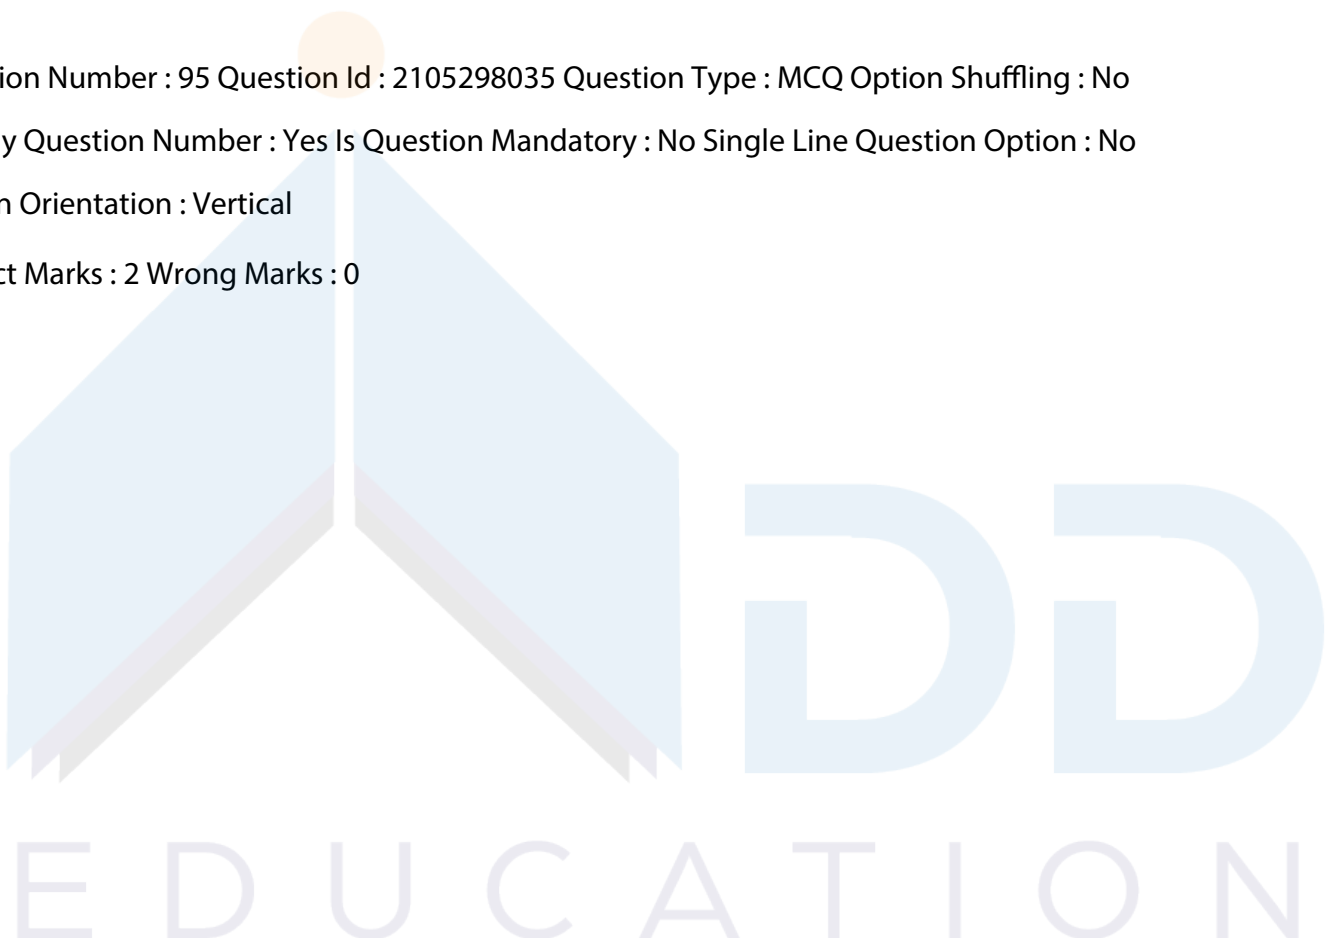 ion Number : 95 Question Id : 2105298035 Question Type : MCQ Option Shuffling : No
y Question Number : Yes Is Question Mandatory : No Single Line Question Option : No
n Orientation : Vertical
ct Marks : 2 Wrong Marks : 0
DD
EDUCATION